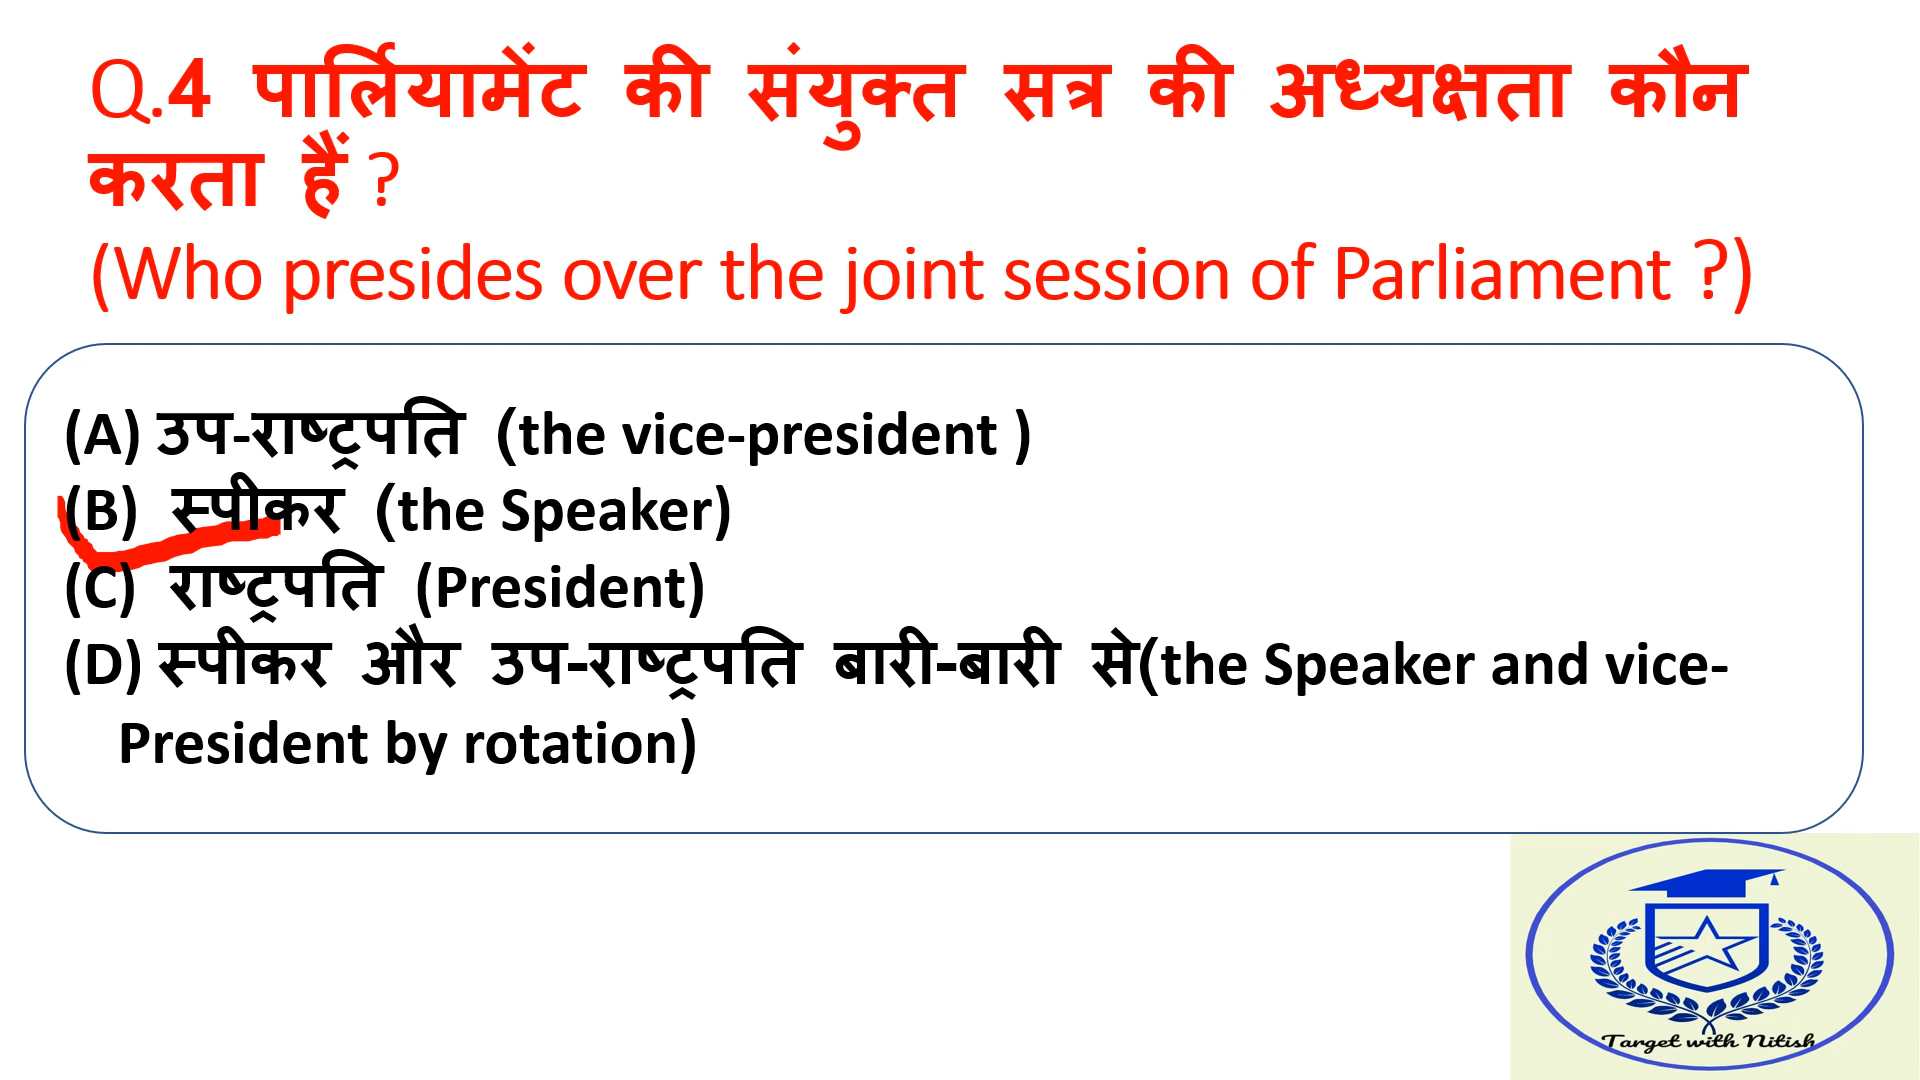 Q.4 पार्लियामेंट की संयुक्त सत्र की अध्यक्षता कौन
करता हैं ?
(Who presides over the joint session of Parliament ?)
(A) उप-राष्ट्रपति (the vice-president )
(B) स्पीकर (the Speaker)
(C) राष्ट्रपति (President)
(D) स्पीकर और उप-राष्ट्रपति बारी-बारी से(the Speaker and vice-
President by rotation)
Target with Nitish